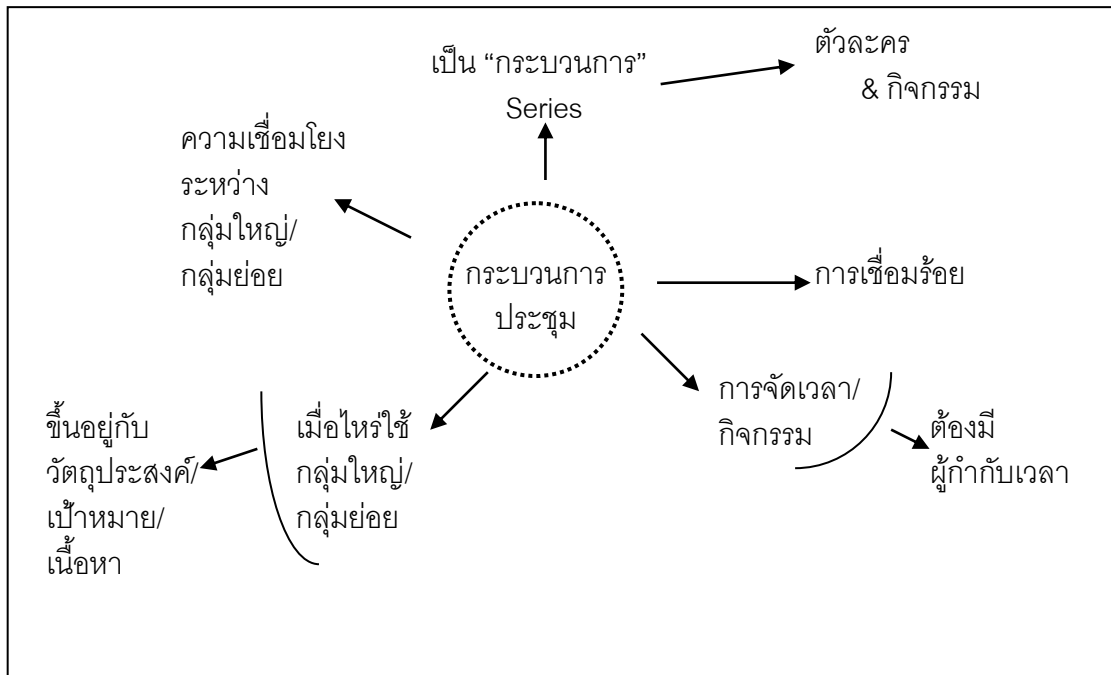 เป็น “กระบวนการ”
Series
ตัวละคร
& กิจกรรม
ความเชื่อมโยง
ระหว่าง
กลุ่มใหญ่/
กลุ่มย่อย
กระบวนการ
ประชุม
การเชื่อมร้อย
การจัดเวลา/
กิจกรรม
ต้องมี
ผู้กำกับเวลา
เมื่อไหร่ใช้
กลุ่มใหญ่/
กลุ่มย่อย
ขึ้นอยู่กับ
วัตถุประสงค์/
เป้าหมาย/
เนื้อหา